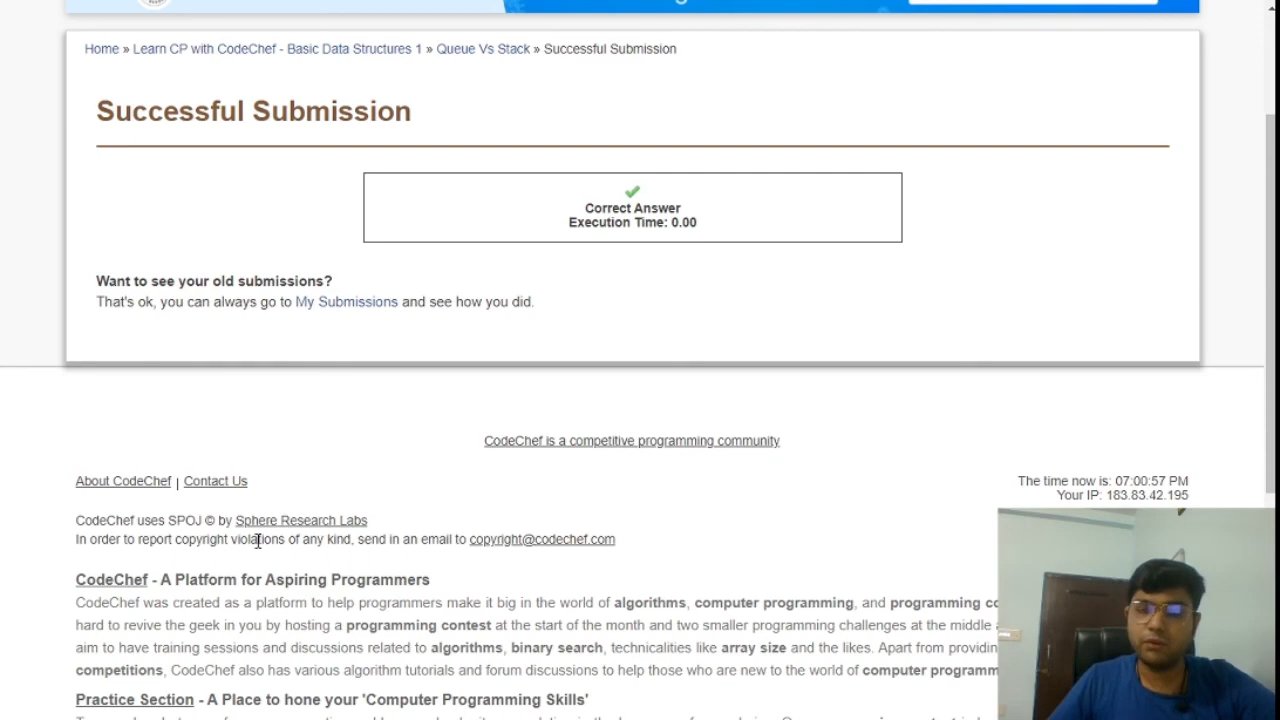 Home » Learn CP with CodeChef - Basic Data Structures 1 » Queue Vs Stack » Successful Submission
Successful Submission
Correct Answer
Execution Time: 0.00
Want to see your old submissions?
That's ok, you can always go to My Submissions and see how you did.
CodeChef is a competitive programming community
About CodeChef | Contact Us
The time now is: 07:00:57 PM
Your IP: 183.83.42.195
CodeChef uses SPOJ © by Sphere Research Labs
In order to report copyright violations of any kind, send in an email to copyright@codechef.com
CodeChef - A Platform for Aspiring Programmers
CodeChef was created as a platform to help programmers make it big in the world of algorithms, computer programming, and programming
hard to revive the geek in you by hosting a programming contest at the start of the month and two smaller programming challenges at the middle
aim to have training sessions and discussions related to algorithms, binary search, technicalities like array size and the likes. Apart from providin
competitions, CodeChef also has various algorithm tutorials and forum discussions to help those who are new to the world of computer programm
Practice Section - A Place to hone your 'Computer Programming Skills'